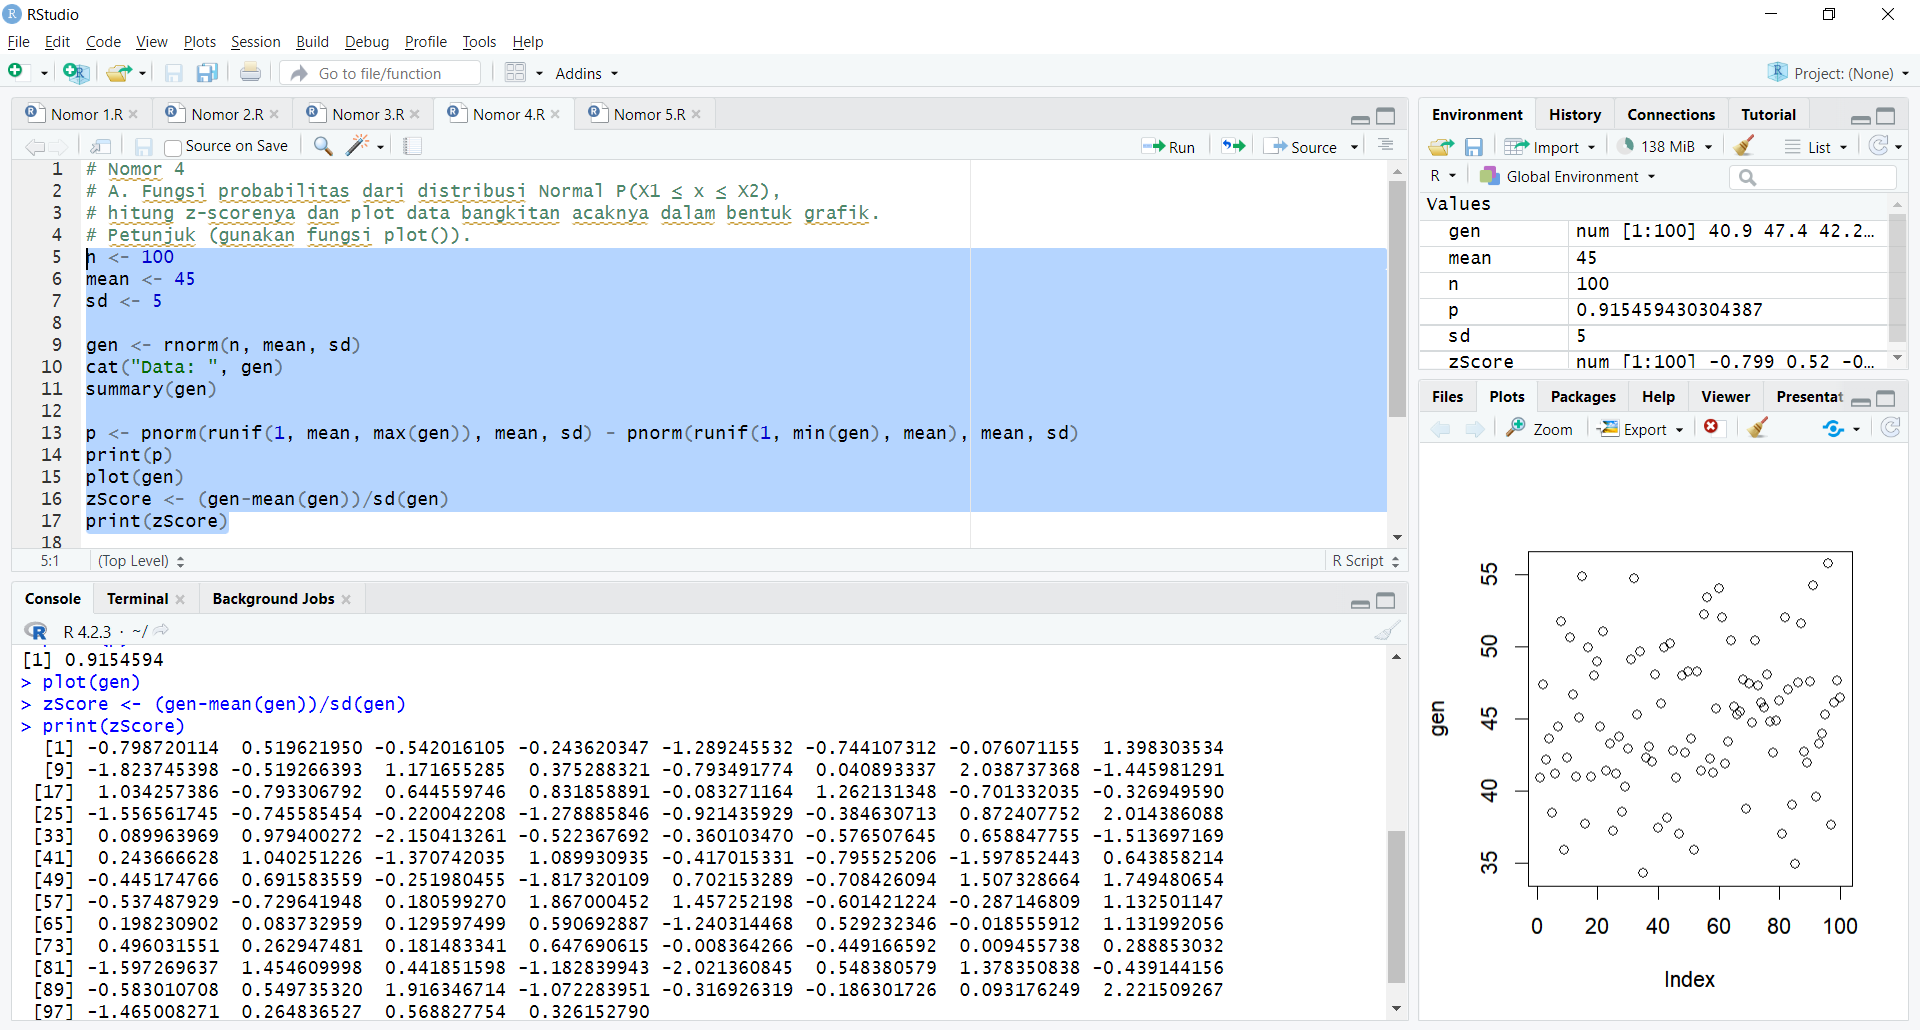 RStudio
File Edit Code View Plots Session Build Debug Profile Tools Help
Go to file/function Addins Project: (None)
Nomor 1.R Nomor 2.R Nomor 3.R Nomor 4.R Nomor 5.R
Source on Save Run Source
1 # Nomor 4
2 # A. Fungsi probabilitas dari distribusi Normal P(X1 ≤ x ≤ X2),
3 # hitung z-scorenya dan plot data bangkitan acaknya dalam bentuk grafik.
4 # Petunjuk (gunakan fungsi plot()).
5 n <- 100
6 mean <- 45
7 sd <- 5
8
9 gen <- rnorm(n, mean, sd)
10 cat("Data: ", gen)
11 summary(gen)
12
13 p <- pnorm(runif(1, mean, max(gen)), mean, sd) - pnorm(runif(1, min(gen), mean), mean, sd)
14 print(p)
15 plot(gen)
16 zScore <- (gen-mean(gen))/sd(gen)
17 print(zScore)
18
5:1 (Top Level) R Script
Console Terminal Background Jobs
R 4.2.3 · ~/
[1] 0.9154594
> plot(gen)
> zScore <- (gen-mean(gen))/sd(gen)
> print(zScore)
[1] -0.798720114 0.519621950 -0.542016105 -0.243620347 -1.289245532 -0.744107312 -0.076071155 1.398303534
[9] -1.823745398 -0.519266393 1.171655285 0.375288321 -0.793491774 0.040893337 2.038737368 -1.445981291
[17] 1.034257386 -0.793306792 0.644559746 0.831858891 -0.083271164 1.262131348 -0.701332035 -0.326949590
[25] -1.556561745 -0.745585454 -0.220042208 -1.278885846 -0.921435929 -0.384630713 0.872407752 2.014386088
[33] 0.089963969 0.979400272 -2.150413261 -0.522367692 -0.360103470 -0.576507645 0.658847755 -1.513697169
[41] 0.243666628 1.040251226 -1.370742035 1.089930935 -0.417015331 -0.795525206 -1.597852443 0.643858214
[49] -0.445174766 0.691583559 -0.251980455 -1.817320109 0.702153289 -0.708426094 1.507328664 1.749480654
[57] -0.537487929 -0.729641948 0.180599270 1.867000452 1.457252198 -0.601421224 -0.287146809 1.132501147
[65] 0.198230902 0.083732959 0.129597499 0.590692887 -1.240314468 0.529232346 -0.018555912 1.131992056
[73] 0.496031551 0.262947481 0.181483341 0.647690615 -0.008364266 -0.449166592 0.009455738 0.288853032
[81] -1.597269637 1.454609998 0.441851598 -1.182839943 -2.021360845 0.548380579 1.378350838 -0.439144156
[89] -0.583010708 0.549735320 1.916346714 -1.072283951 -0.316926319 -0.186301726 0.093176249 2.221509267
[97] -1.465008271 0.264836527 0.568827754 0.326152790
Environment History Connections Tutorial
Import 138 MiB List
R Global Environment
Values
gen num [1:100] 40.9 47.4 42.2…
mean 45
n 100
p 0.915459430304387
sd 5
zScore num [1:100] -0.799 0.52 -0…
Files Plots Packages Help Viewer Presentat
Zoom Export
gen
55
50
45
40
35
0 20 40 60 80 100
Index